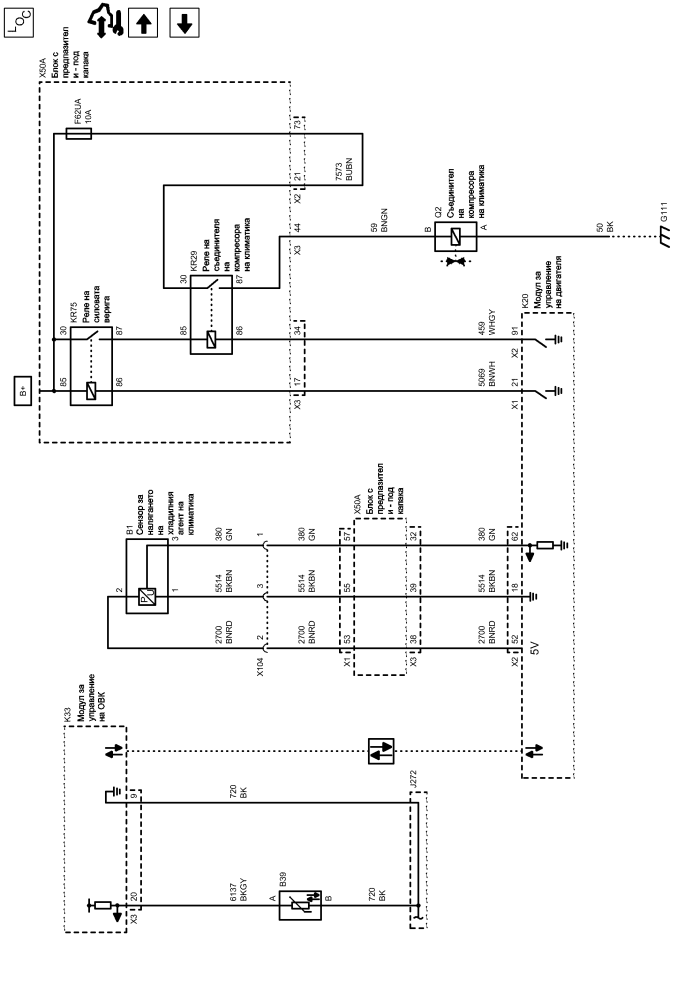 LOC
X50A
Блок с
предпазител
и - под
капака
F62UA
10A
73
21
X2
7573
BUBN
44
X3
59
BNGN
Q2
Съединител
на
компресора
на климатика
B
A
50
BK
G111
KR29
Реле на
съединителя
на
компресора
на климатика
30
87
85
86
KR75
Реле на
силовата
верига
30
87
85
86
B+
34
17
X3
459
WHGY
5069
BNWH
91
X2
21
X1
K20
Модул за
управление
на двигателя
B1
Сензор за
налягането
на
хладилния
агент на
климатика
3
2
1
P
U
380
GN
5514
BKBN
2700
BNRD
1
3
2
X104
380
GN
5514
BKBN
2700
BNRD
57
55
53
X1
X50A
Блок с
предпазител
и - под
капака
32
39
38
X3
380
GN
5514
BKBN
2700
BNRD
62
18
52
X2
5V
K33
Модул за
управление
на ОВК
9
20
X3
720
BK
6137
BKGY
B39
A
B
720
BK
J272